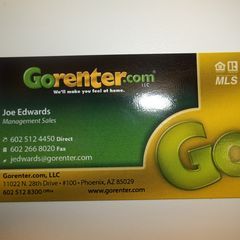 Gorenter.com
LLC
We'll make you feel at home.
Joe Edwards
Management Sales
MLS
602 512 4450 Direct
602 266 8020 Fax
jedwards@gorenter.com
Go
Gorenter.com, LLC
11022 N. 28th Drive • #100 • Phoenix, AZ 85029
602 512 8300 Office
www.gorenter.com